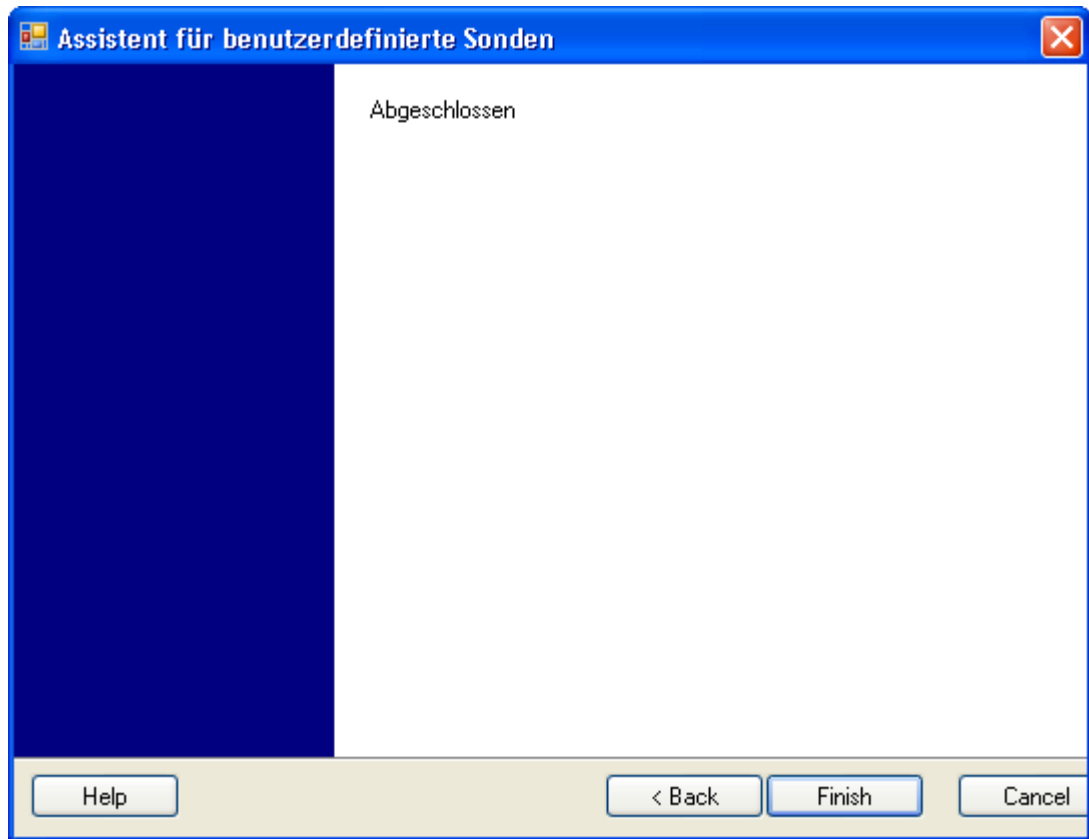 Assistent für benutzerdefinierte Sonden
Abgeschlossen
Help
< Back
Finish
Cancel